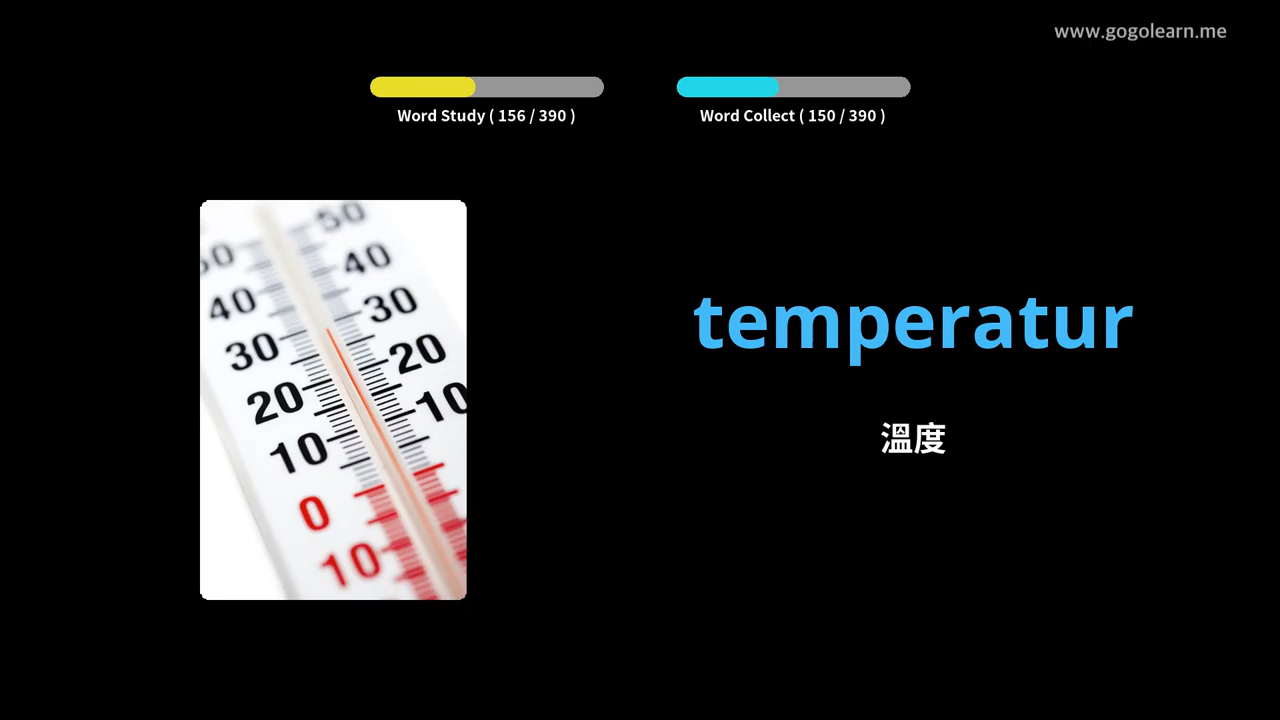 www.gogolearn.me
Word Study ( 156 / 390 )
Word Collect ( 150 / 390 )
50
50
40
40
30
30
20
20
10
10
0
10
temperatur
溫度